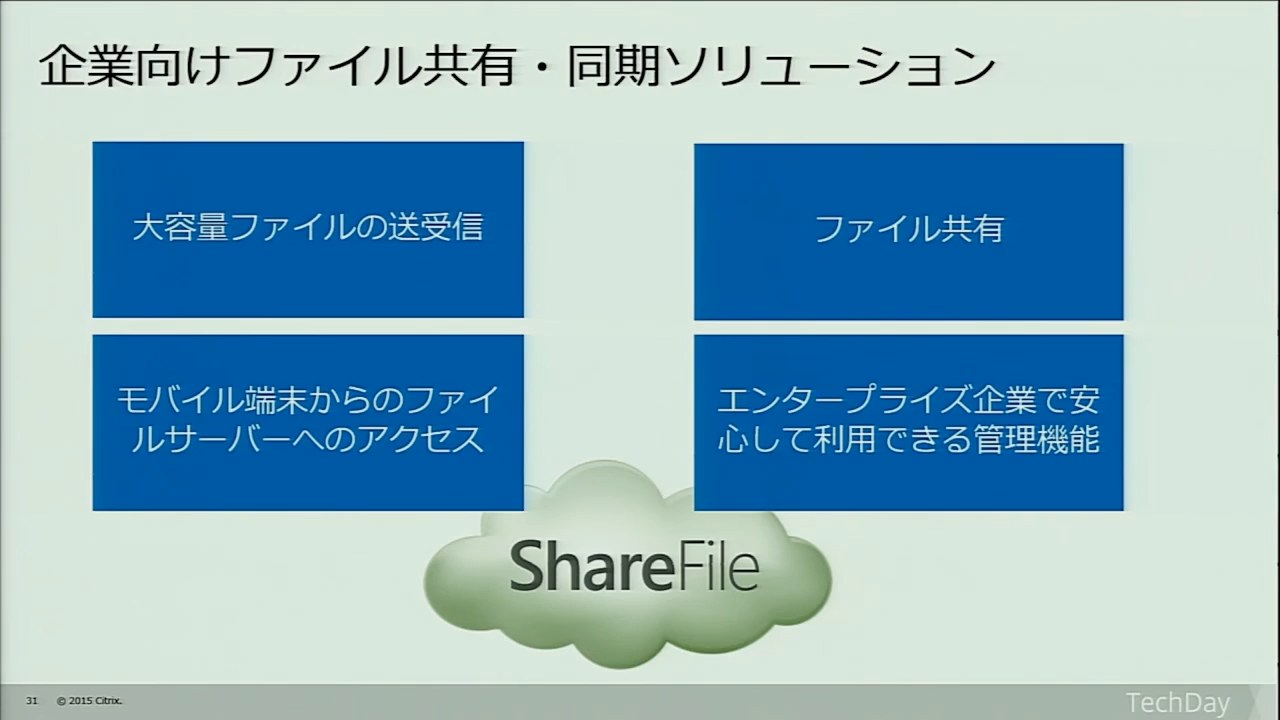 企業向けファイル共有・同期ソリューション
大容量ファイルの送受信
ファイル共有
モバイル端末からのファイ
ルサーバーへのアクセス
エンタープライズ企業で安
心して利用できる管理機能
ShareFile
31 © 2015 Citrix.
TechDay